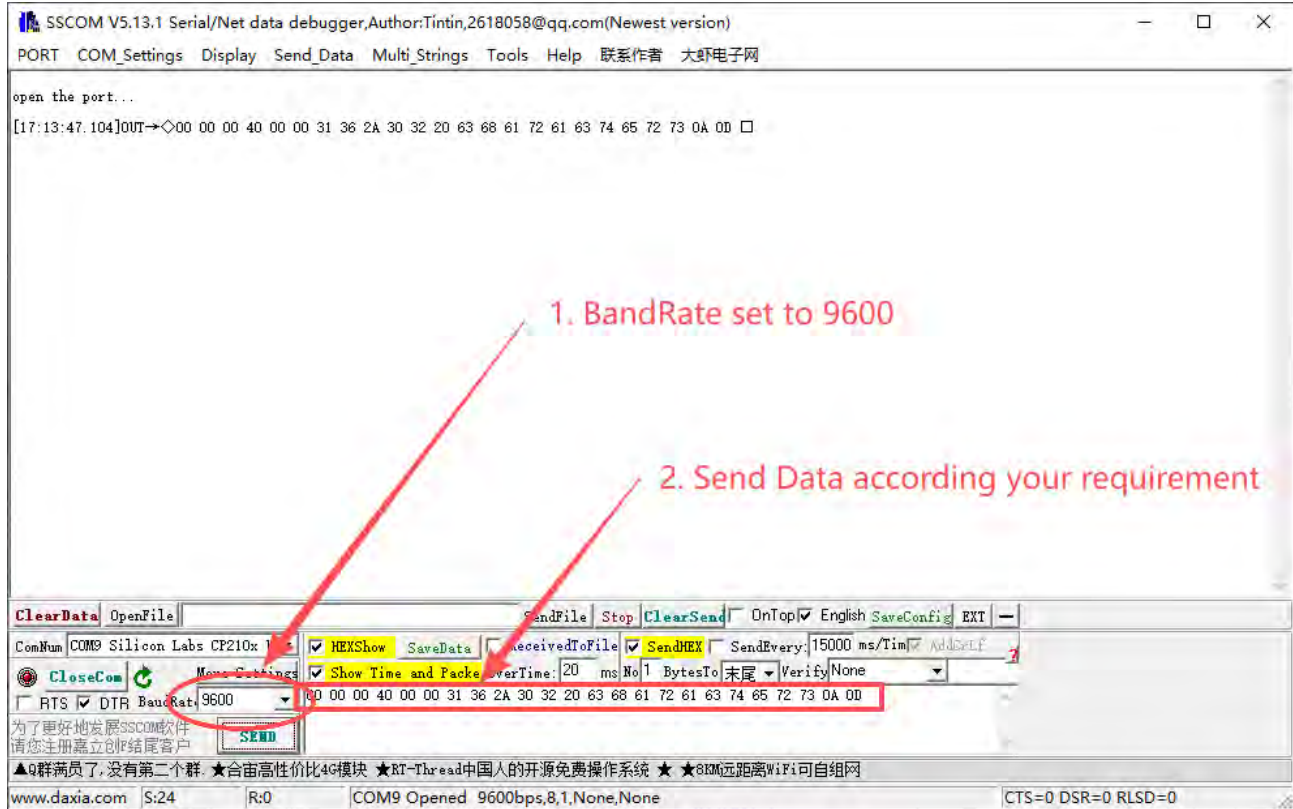 SSCOM V5.13.1 Serial/Net data debugger,Author:Tintin,2618058@qq.com(Newest version)
PORT COM_Settings Display Send_Data Multi_Strings Tools Help 联系作者 大虾电子网
open the port...
[17:13:47.104]OUT→◇00 00 00 40 00 00 31 36 2A 30 32 20 63 68 61 72 61 63 74 65 72 73 0A 0D □
1. BandRate set to 9600
2. Send Data according your requirement
ClearData OpenFile SendFile Stop ClearSend OnTop English SaveConfig EXT —
ComNum COM9 Silicon Labs CP210x HEXShow SaveData ReceivedToFile SendHEX SendEvery: 15000 ms/Tim
CloseCom More Settings Show Time and Packe OverTime: 20 ms No 1 BytesTo 末尾 Verify None
RTS DTR BaudRat: 9600 00 00 00 40 00 00 31 36 2A 30 32 20 63 68 61 72 61 63 74 65 72 73 0A 0D
为了更好地发展SSCOM软件
请您注册嘉立创F结尾客户
SEND
▲Q群满员了,没有第二个群. ★合宙高性价比4G模块 ★RT-Thread中国人的开源免费操作系统 ★ ★8KM远距离WiFi可自组网
www.daxia.com S:24 R:0 COM9 Opened 9600bps,8,1,None,None CTS=0 DSR=0 RLSD=0